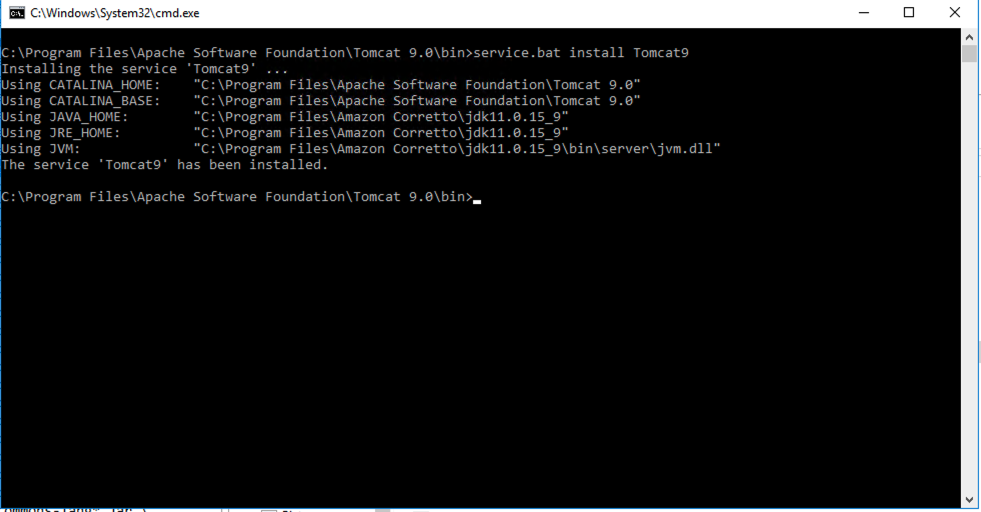 C:\Windows\System32\cmd.exe
C:\Program Files\Apache Software Foundation\Tomcat 9.0\bin>service.bat install Tomcat9
Installing the service 'Tomcat9' ...
Using CATALINA_HOME:    "C:\Program Files\Apache Software Foundation\Tomcat 9.0"
Using CATALINA_BASE:    "C:\Program Files\Apache Software Foundation\Tomcat 9.0"
Using JAVA_HOME:        "C:\Program Files\Amazon Corretto\jdk11.0.15_9"
Using JRE_HOME:         "C:\Program Files\Amazon Corretto\jdk11.0.15_9"
Using JVM:              "C:\Program Files\Amazon Corretto\jdk11.0.15_9\bin\server\jvm.dll"
The service 'Tomcat9' has been installed.
C:\Program Files\Apache Software Foundation\Tomcat 9.0\bin>